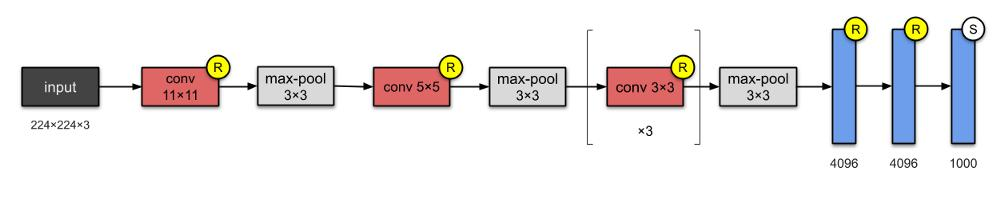 input
224×224×3
conv
11×11
R
max-pool
3×3
conv 5×5
R
max-pool
3×3
conv 3×3
R
×3
max-pool
3×3
R
4096
R
4096
S
1000